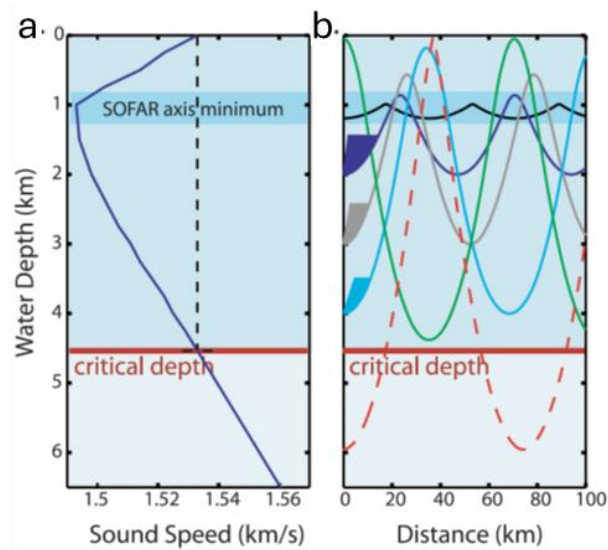 a.
0
1
2
3
4
5
6
Water Depth (km)
SOFAR axis minimum
critical depth
1.5
1.52
1.54
1.56
Sound Speed (km/s)
b.
critical depth
0
20
40
60
80
100
Distance (km)